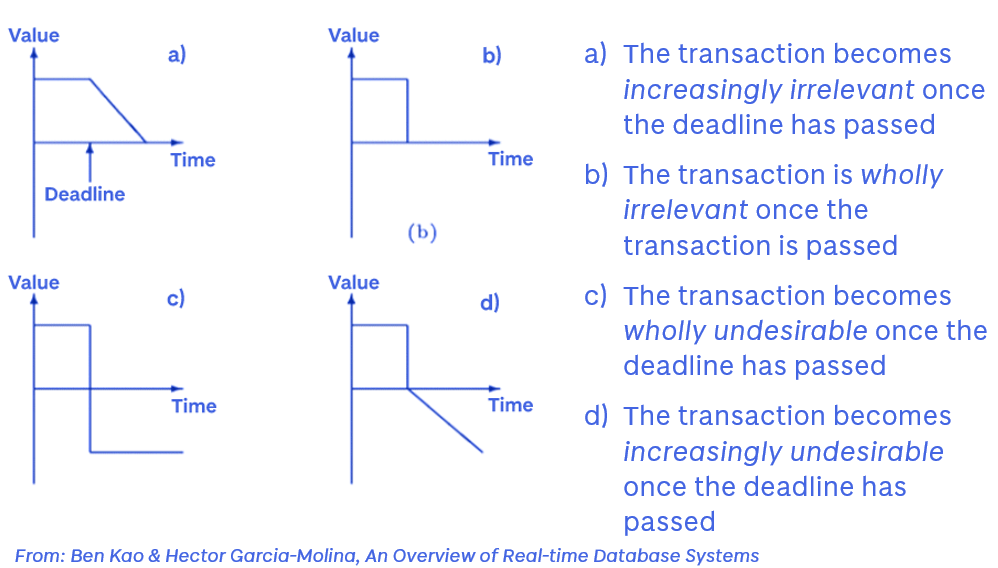 Value
a)
Time
Deadline
Value
b)
Time
(b)
Value
c)
Time
Value
d)
Time
a) The transaction becomes
increasingly irrelevant once
the deadline has passed
b) The transaction is wholly
irrelevant once the
transaction is passed
c) The transaction becomes
wholly undesirable once the
deadline has passed
d) The transaction becomes
increasingly undesirable
once the deadline has
passed
From: Ben Kao & Hector Garcia-Molina, An Overview of Real-time Database Systems